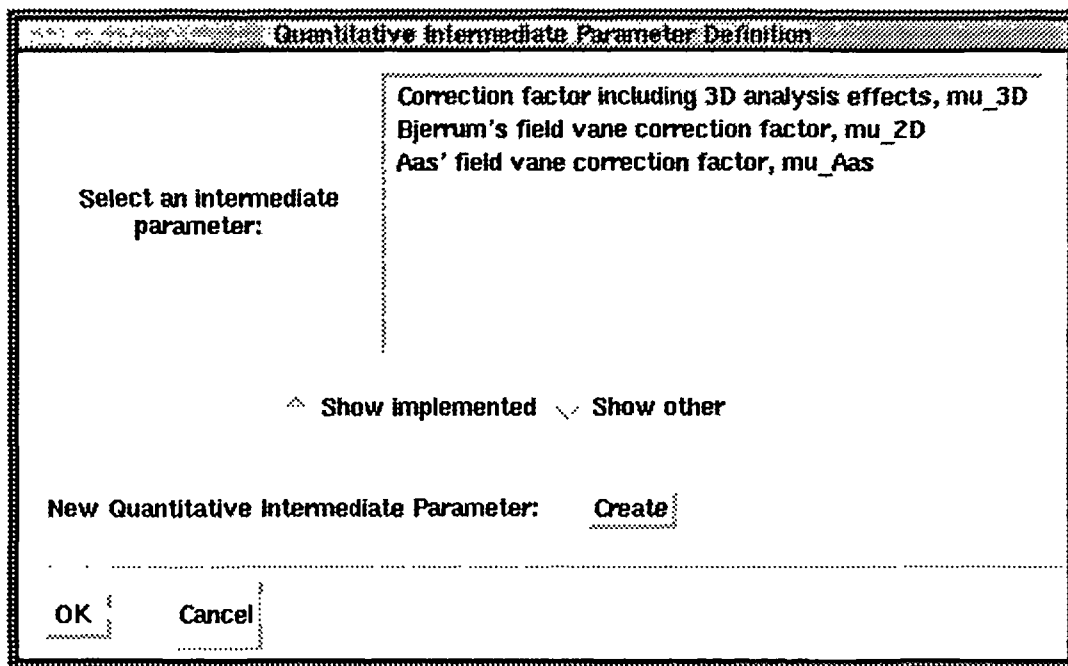 Quantitative Intermediate Parameter Definition
Correction factor including 3D analysis effects, mu_3D
Bjerrum's field vane correction factor, mu_2D
Aas' field vane correction factor, mu_Aas
Select an intermediate
parameter:
Show implemented Show other
New Quantitative Intermediate Parameter: Create
OK Cancel